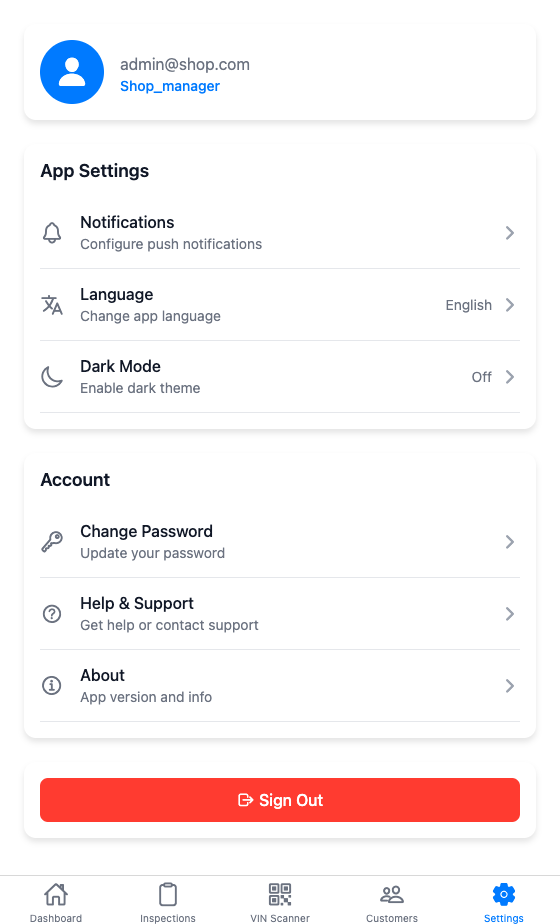 admin@shop.com
Shop_manager
App Settings
Notifications
Configure push notifications
Language
Change app language
English
Dark Mode
Enable dark theme
Off
Account
Change Password
Update your password
Help & Support
Get help or contact support
About
App version and info
Sign Out
Dashboard
Inspections
VIN Scanner
Customers
Settings